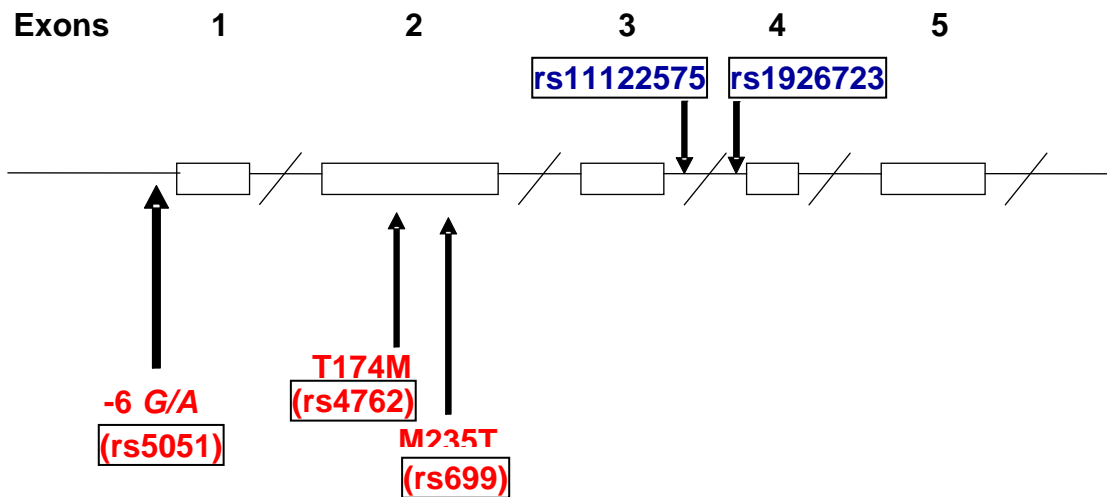 Exons 1 2 3 4 5
rs11122575 rs1926723
T174M
-6 G/A (rs4762)
(rs5051) M235T
(rs699)